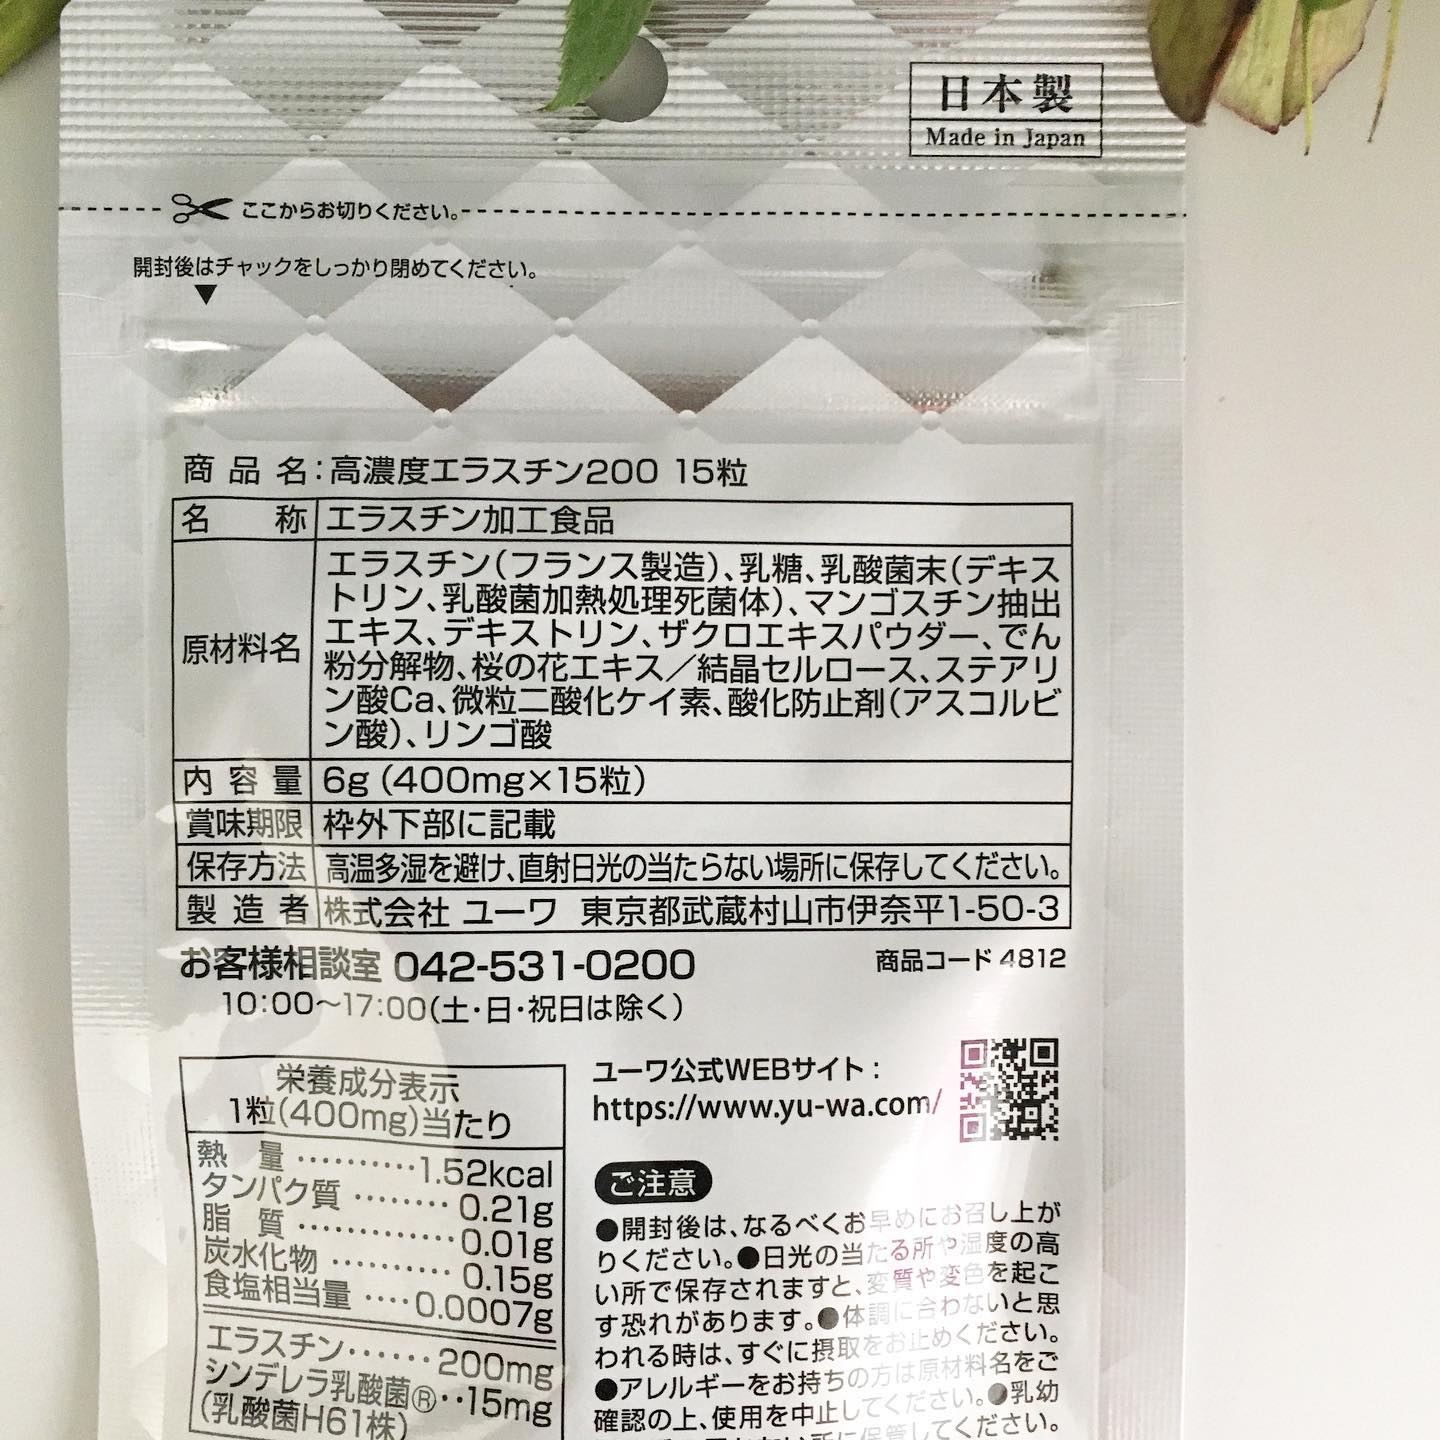 日本製
Made in Japan
ここからお切りください。
開封後はチャックをしっかり閉めてください。
商品名:高濃度エラスチン200 15粒
名称 エラスチン加工食品
原材料名 エラスチン(フランス製造)、乳糖、乳酸菌末(デキス
トリン、乳酸菌加熱処理死菌体)、マンゴスチン抽出
エキス、デキストリン、ザクロエキスパウダー、でん
粉分解物、桜の花エキス/結晶セルロース、ステアリ
ン酸Ca、微粒二酸化ケイ素、酸化防止剤(アスコルビ
ン酸)、リンゴ酸
内容量 6g(400mg×15粒)
賞味期限 枠外下部に記載
保存方法 高温多湿を避け、直射日光の当たらない場所に保存してください。
製造者 株式会社 ユーワ 東京都武蔵村山市伊奈平1-50-3
お客様相談室 042-531-0200
商品コード 4812
10:00~17:00(土・日・祝日は除く)
栄養成分表示
1粒(400mg)当たり
熱量 ‥‥‥‥‥1.52kcal
タンパク質 ‥‥‥‥0.21g
脂質 ‥‥‥‥‥0.01g
炭水化物 ‥‥‥‥‥0.15g
食塩相当量 ‥‥0.0007g
エラスチン‥‥‥200mg
シンデレラ乳酸菌®‥15mg
(乳酸菌H61株)
ユーワ公式WEBサイト:
https://www.yu-wa.com/
ご注意
●開封後は、なるべくお早めにお召し上が
りください。●日光の当たる所や湿度の高
い所で保存されますと、変質や変色を起こ
す恐れがあります。●体調に合わないと思
われる時は、すぐに摂取をお止めください。
●アレルギーをお持ちの方は原材料名をご
確認の上、使用を中止してください。●乳幼